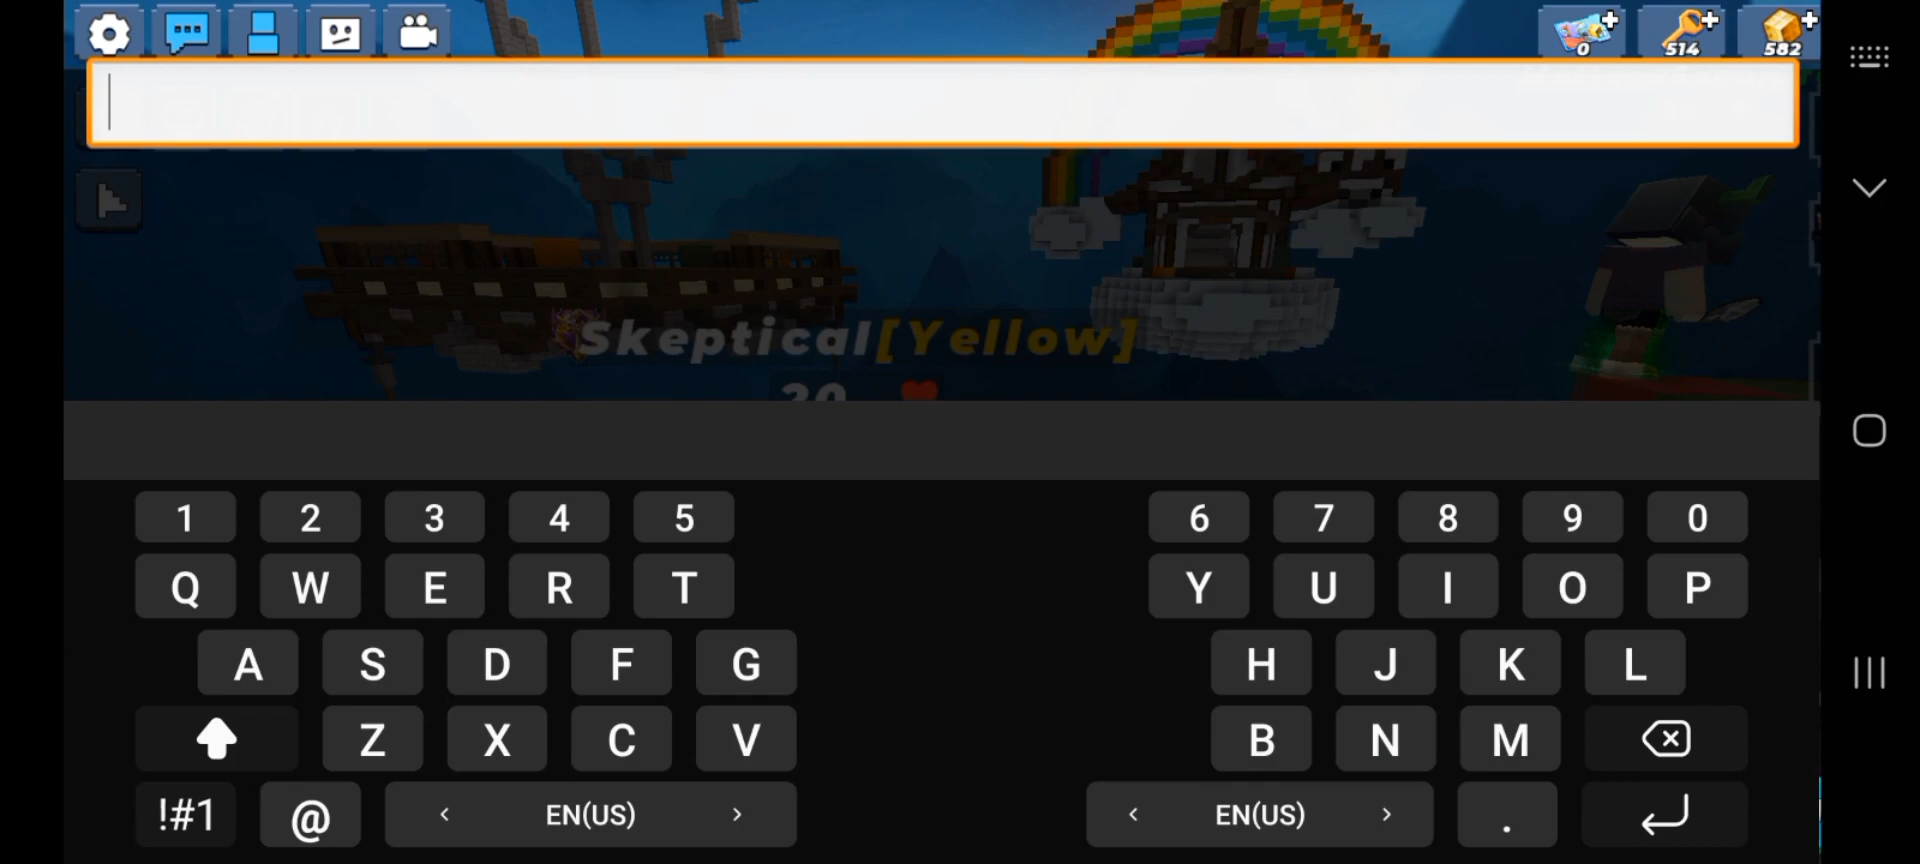 0 514 582
Skeptical[Yellow]
20
1 2 3 4 5 6 7 8 9 0
Q W E R T Y U I O P
A S D F G H J K L
Z X C V B N M
!#1 @ < EN(US) > < EN(US) > .